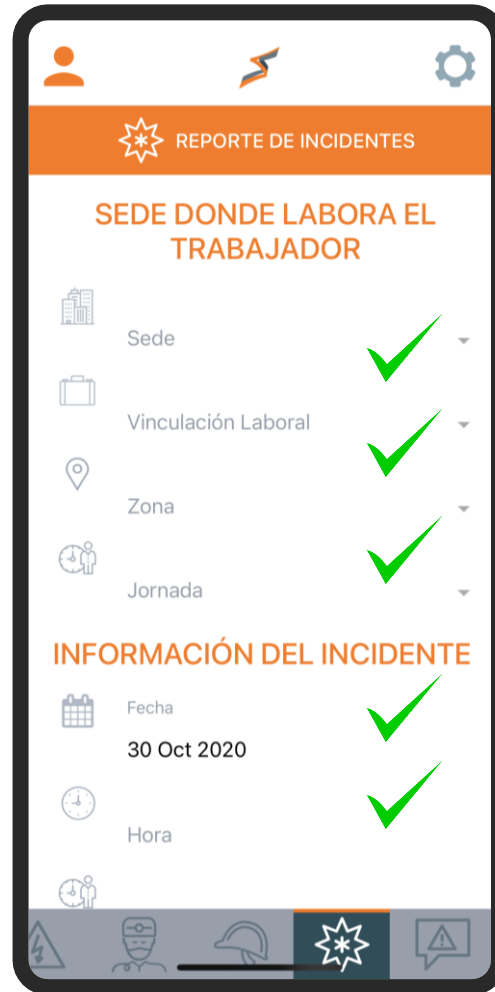 REPORTE DE INCIDENTES
SEDE DONDE LABORA EL
TRABAJADOR
Sede
Vinculación Laboral
Zona
Jornada
INFORMACIÓN DEL INCIDENTE
Fecha
30 Oct 2020
Hora